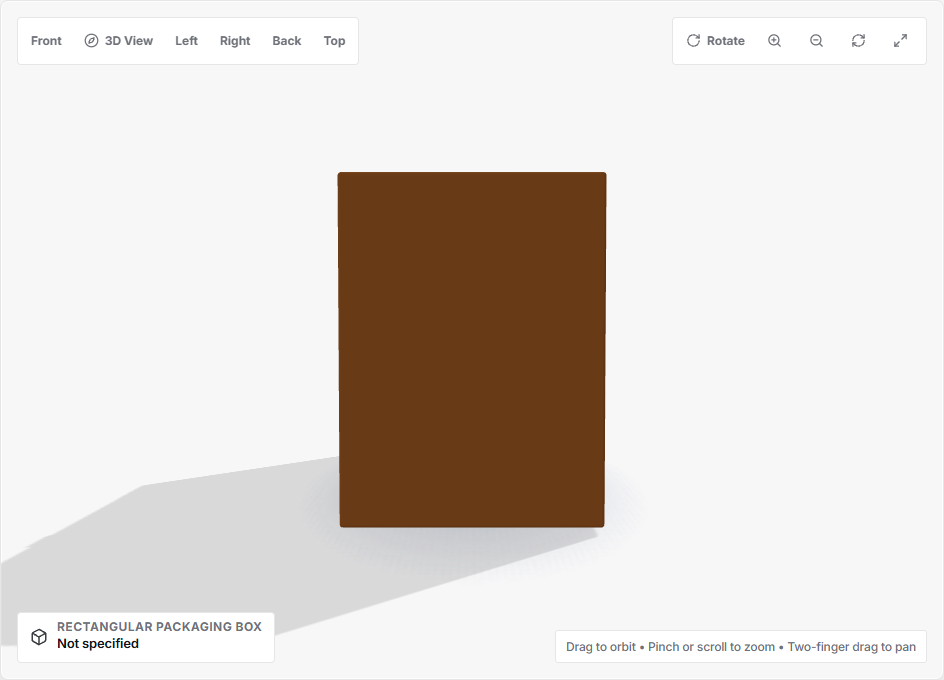 Front
3D View
Left
Right
Back
Top
Rotate
RECTANGULAR PACKAGING BOX
Not specified
Drag to orbit • Pinch or scroll to zoom • Two-finger drag to pan